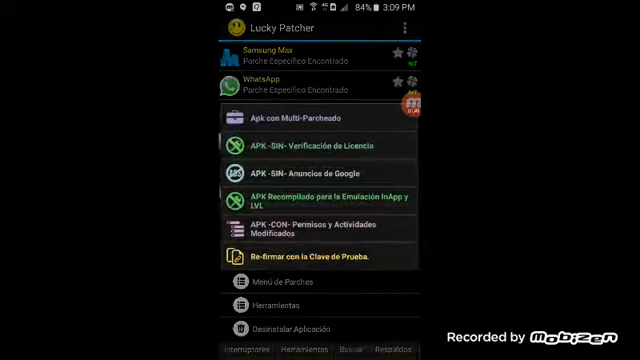 84% 3:09 PM
Lucky Patcher
Samsung Max
Parche Específico Encontrado
WhatsApp
Parche Específico Encontrado
Apk con Multi-Parcheado
APK -SIN- Verificación de Licencia
APK -SIN- Anuncios de Google
APK Recompilado para la Emulación InApp y
LVL
APK -CON- Permisos y Actividades
Modificados
Re-firmar con la Clave de Prueba.
Menú de Parches
Herramientas
Desinstalar Aplicación
Interruptores Herramientas Buscar Respaldos
Recorded by mobizen